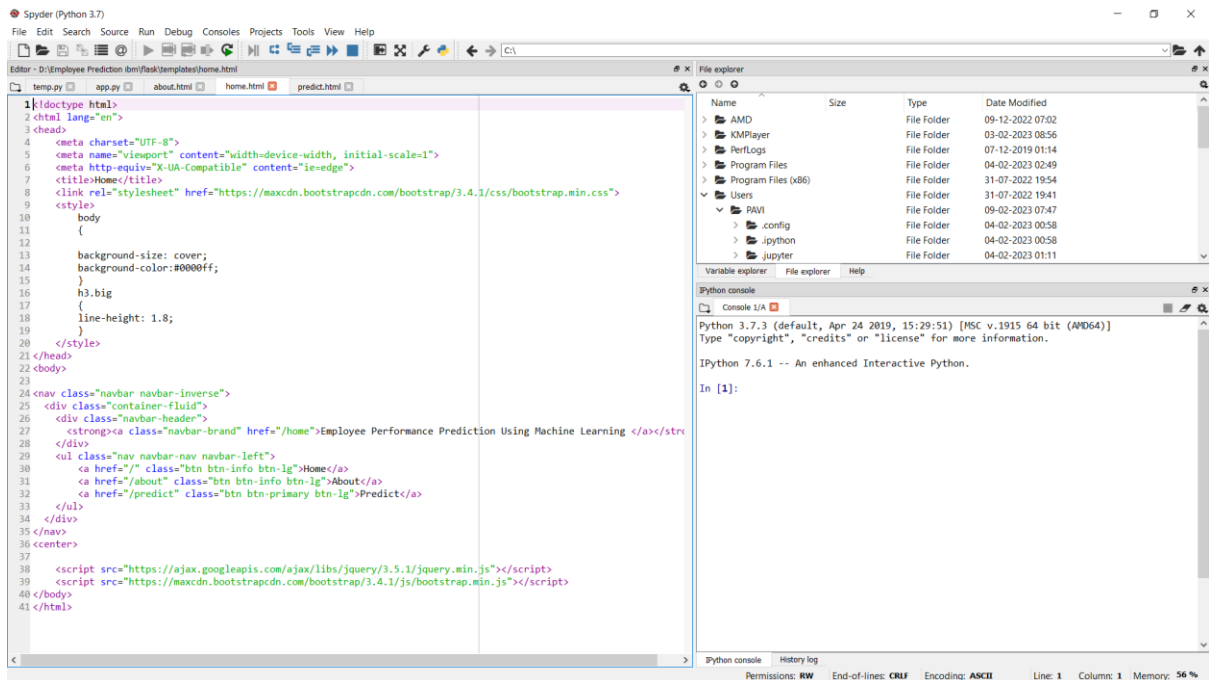 Spyder (Python 3.7)
File Edit Search Source Run Debug Consoles Projects Tools View Help
C:\
Editor - D:\Employee Prediction ibm\flask\templates\home.html
temp.py app.py about.html home.html predict.html
1 <!doctype html>
2 <html lang="en">
3 <head>
4 <meta charset="UTF-8">
5 <meta name="viewport" content="width=device-width, initial-scale=1">
6 <meta http-equiv="X-UA-Compatible" content="ie=edge">
7 <title>Home</title>
8 <link rel="stylesheet" href="https://maxcdn.bootstrapcdn.com/bootstrap/3.4.1/css/bootstrap.min.css">
9 <style>
10 body
11 {
12
13 background-size: cover;
14 background-color:#0000ff;
15 }
16 h3.big
17 {
18 line-height: 1.8;
19 }
20 </style>
21 </head>
22 <body>
23
24 <nav class="navbar navbar-inverse">
25 <div class="container-fluid">
26 <div class="navbar-header">
27 <strong><a class="navbar-brand" href="/home">Employee Performance Prediction Using Machine Learning </a></stro
28 </div>
29 <ul class="nav navbar-nav navbar-left">
30 <a href="/" class="btn btn-info btn-lg">Home</a>
31 <a href="/about" class="btn btn-info btn-lg">About</a>
32 <a href="/predict" class="btn btn-primary btn-lg">Predict</a>
33 </ul>
34 </div>
35 </nav>
36 <center>
37
38 <script src="https://ajax.googleapis.com/ajax/libs/jquery/3.5.1/jquery.min.js"></script>
39 <script src="https://maxcdn.bootstrapcdn.com/bootstrap/3.4.1/js/bootstrap.min.js"></script>
40 </body>
41 </html>
File explorer
Name Size Type Date Modified
AMD File Folder 09-12-2022 07:02
KMPlayer File Folder 03-02-2023 08:56
PerfLogs File Folder 07-12-2019 01:14
Program Files File Folder 04-02-2023 02:49
Program Files (x86) File Folder 31-07-2022 19:54
Users File Folder 31-07-2022 19:41
PAVI File Folder 09-02-2023 07:47
.config File Folder 04-02-2023 00:58
.ipython File Folder 04-02-2023 00:58
.jupyter File Folder 04-02-2023 01:11
Variable explorer File explorer Help
IPython console
Console 1/A
Python 3.7.3 (default, Apr 24 2019, 15:29:51) [MSC v.1915 64 bit (AMD64)]
Type "copyright", "credits" or "license" for more information.
IPython 7.6.1 -- An enhanced Interactive Python.
In [1]:
IPython console History log
Permissions: RW End-of-lines: CRLF Encoding: ASCII Line: 1 Column: 1 Memory: 56 %